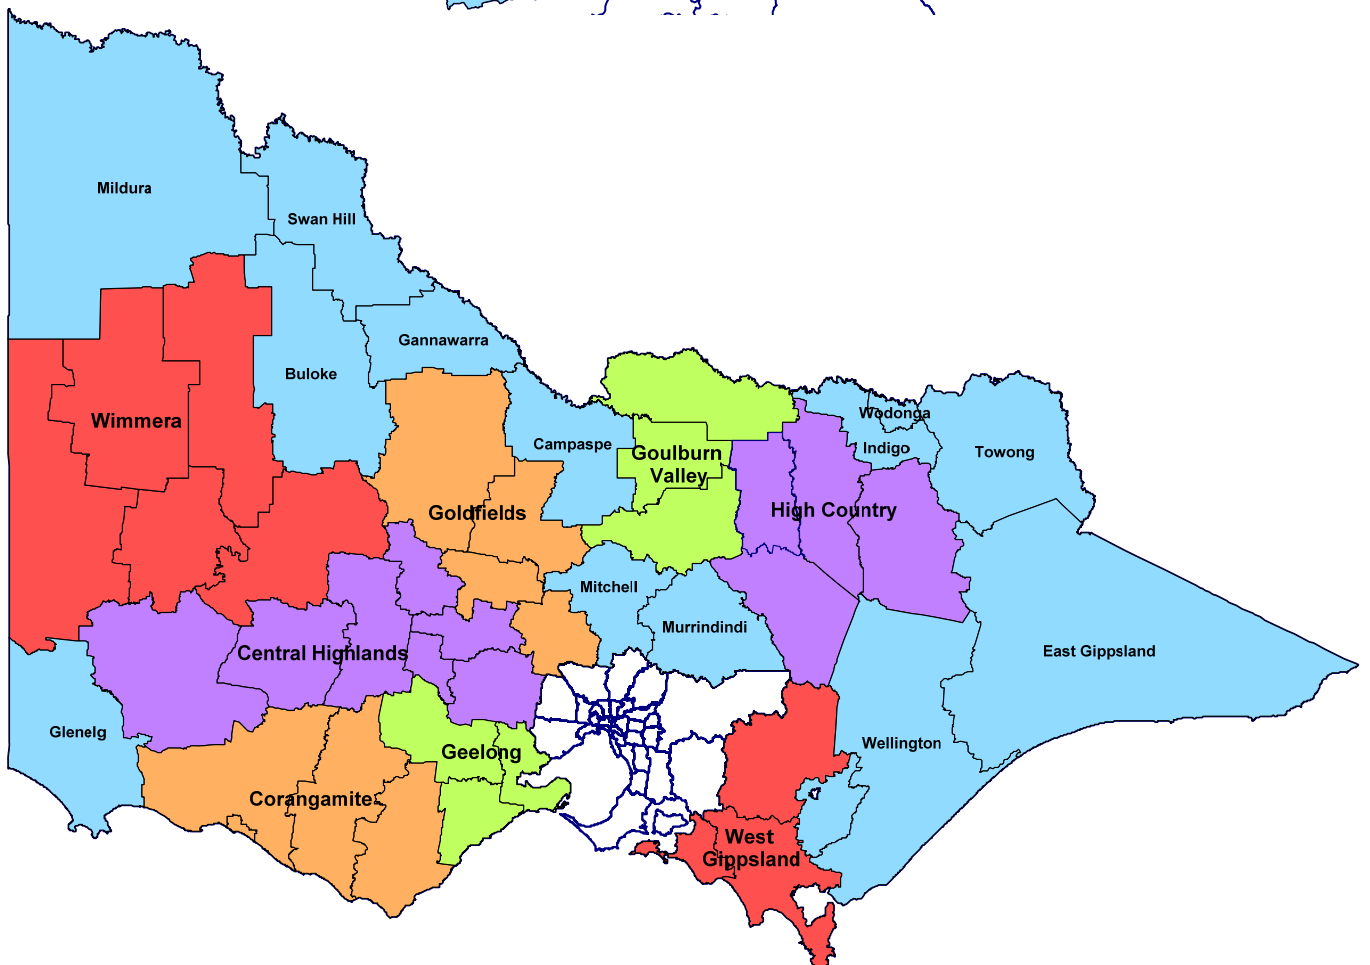 Mildura
Swan Hill
Gannawarra
Buloke
Wimmera
Campaspe
Goulburn
Valley
Wodonga
Indigo
Towong
Goldfields
High Country
Mitchell
Murrindindi
Central Highlands
East Gippsland
Glenelg
Geelong
Wellington
Corangamite
West
Gippsland